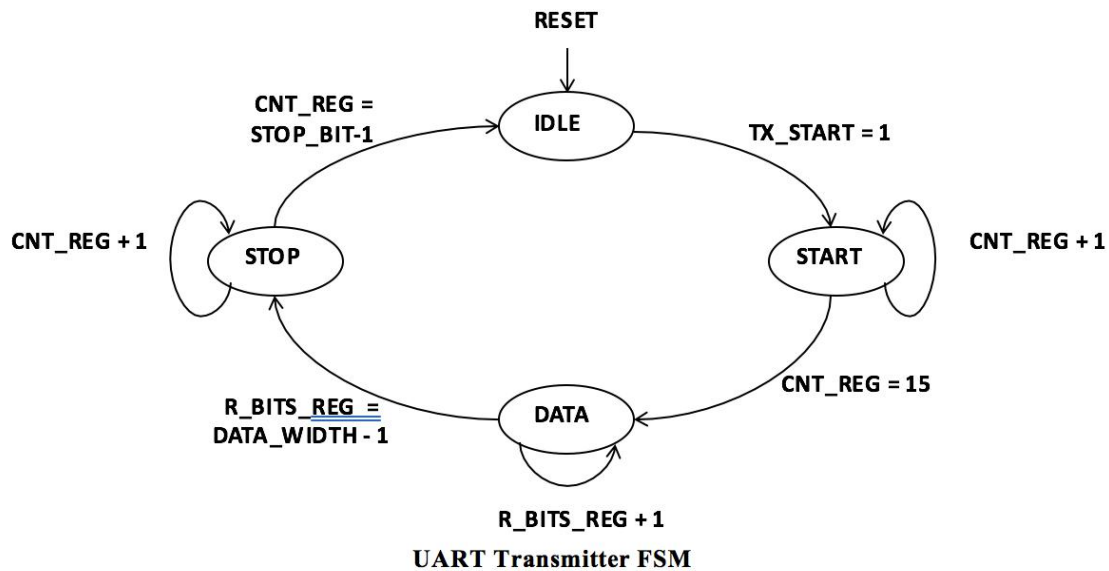 RESET
CNT_REG =
STOP_BIT-1
IDLE
TX_START = 1
CNT_REG + 1
STOP
START
CNT_REG + 1
CNT_REG = 15
R_BITS_REG =
DATA_WIDTH - 1
DATA
R_BITS_REG + 1
UART Transmitter FSM